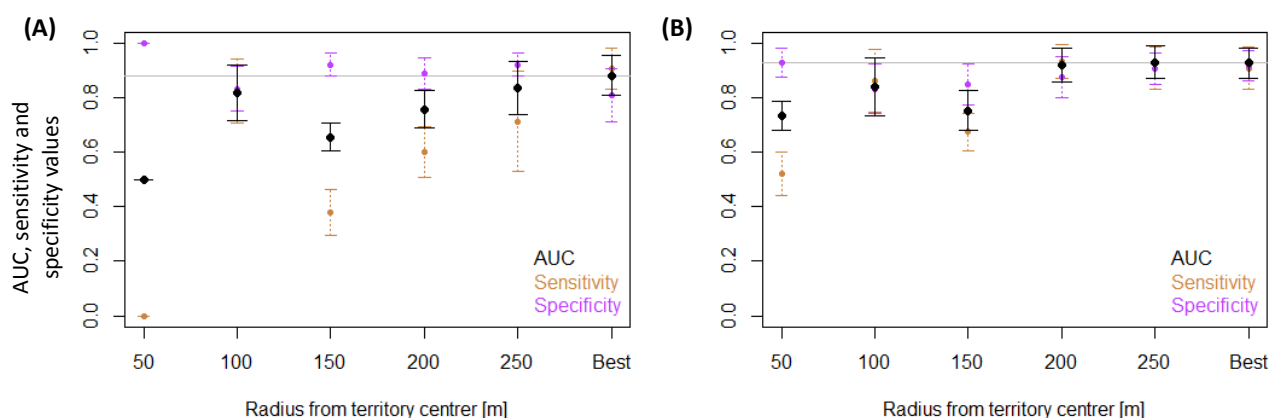 (A)
(B)
AUC, sensitivity and
specificity values
1.0
0.8
0.6
0.4
0.2
0.0
AUC
Sensitivity
Specificity
50 100 150 200 250 Best
Radius from territory centrer [m]
1.0
0.8
0.6
0.4
0.2
0.0
AUC
Sensitivity
Specificity
50 100 150 200 250 Best
Radius from territory centrer [m]